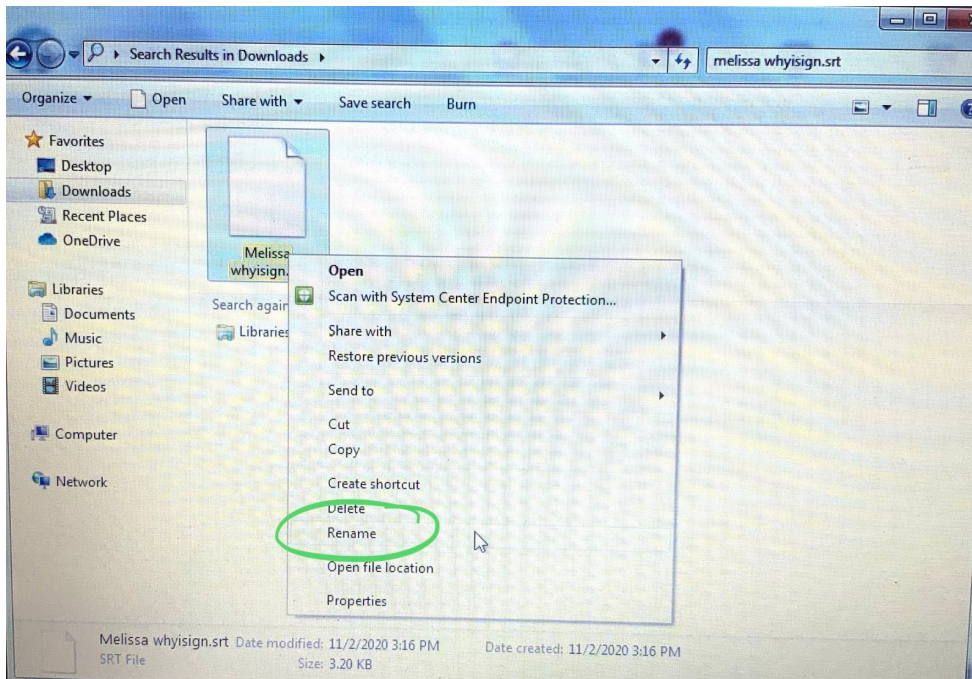 Search Results in Downloads
melissa whyisign.srt
Organize Open Share with Save search Burn
Favorites
Desktop
Downloads
Recent Places
OneDrive
Libraries
Documents
Music
Pictures
Videos
Computer
Network
Melissa
whyisign.
Search again
Libraries
Open
Scan with System Center Endpoint Protection...
Share with
Restore previous versions
Send to
Cut
Copy
Create shortcut
Delete
Rename
Open file location
Properties
Melissa whyisign.srt Date modified: 11/2/2020 3:16 PM Date created: 11/2/2020 3:16 PM
SRT File Size: 3.20 KB